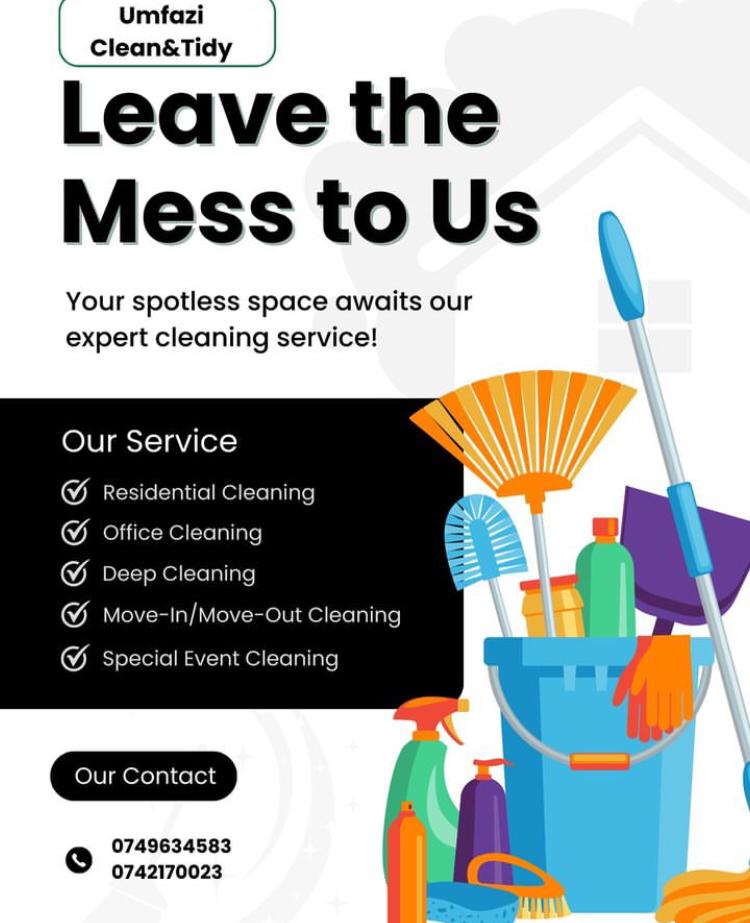 Umfazi
Clean&Tidy
Leave the
Mess to Us
Your spotless space awaits our
expert cleaning service!
Our Service
Residential Cleaning
Office Cleaning
Deep Cleaning
Move-In/Move-Out Cleaning
Special Event Cleaning
Our Contact
0749634583
0742170023